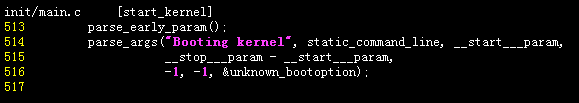 init/main.c [start_kernel]
513 parse_early_param();
514 parse_args("Booting kernel", static_command_line, __start___param,
515 __stop___param - __start___param,
516 -1, -1, &unknown_bootoption);
517